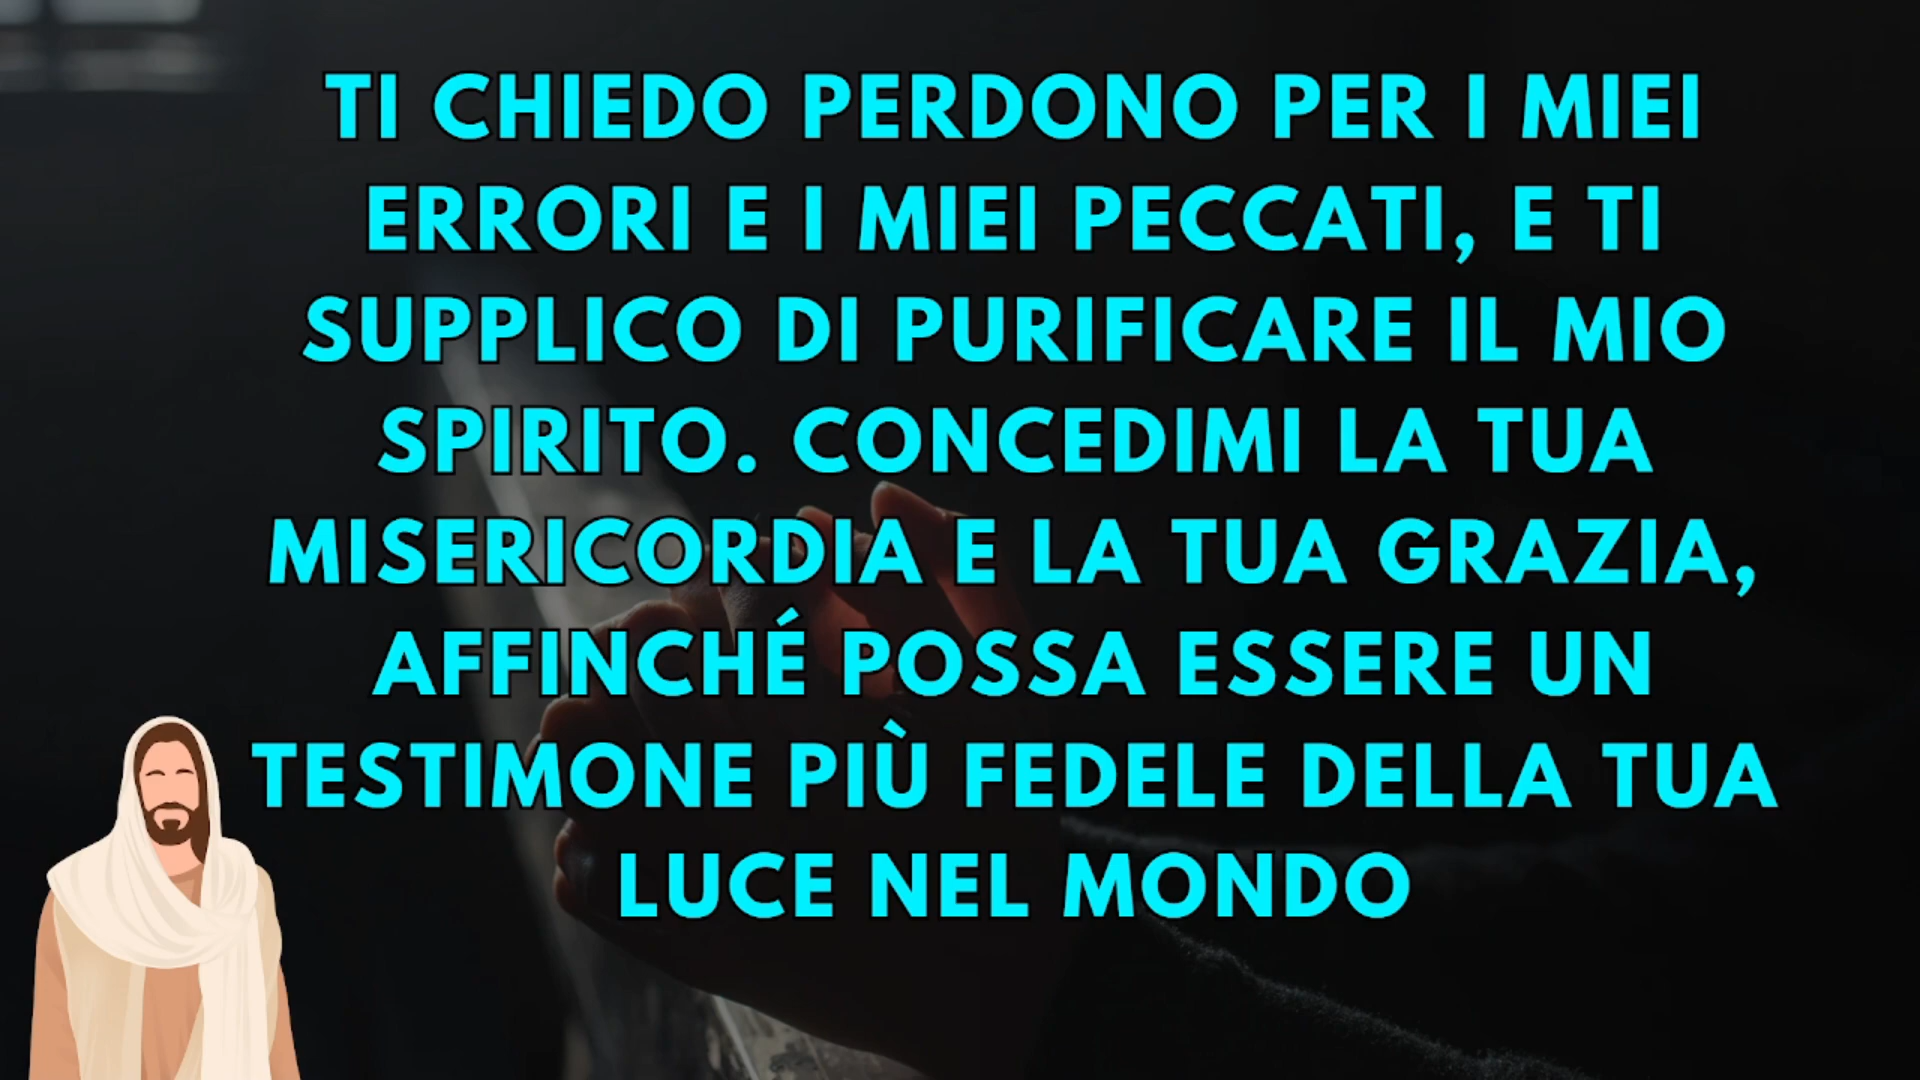 TI CHIEDO PERDONO PER I MIEI
ERRORI E I MIEI PECCATI, E TI
SUPPLICO DI PURIFICARE IL MIO
SPIRITO. CONCEDIMI LA TUA
MISERICORDIA E LA TUA GRAZIA,
AFFINCHÉ POSSA ESSERE UN
TESTIMONE PIÙ FEDELE DELLA TUA
LUCE NEL MONDO